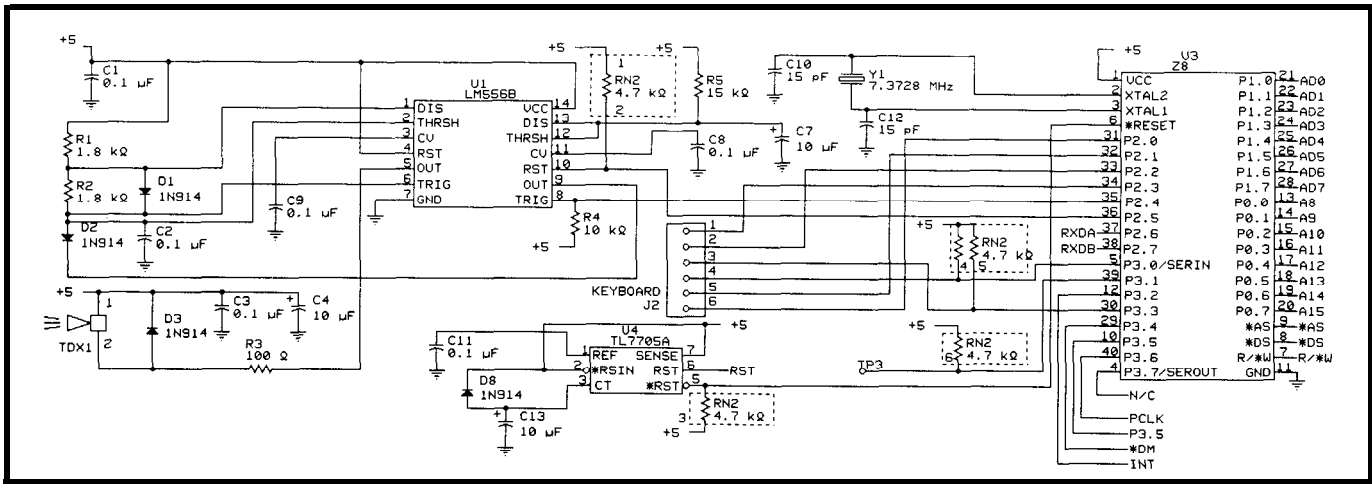 +5
C1
0.1 µF
R1
1.8 kΩ
R2
1.8 kΩ
D1
1N914
D2
1N914
C2
0.1 µF
C9
0.1 µF
U1
LM556B
1 DIS
2 THRSH
3 CV
4 RST
5 OUT
6 TRIG
7 GND
VCC 14
DIS 13
THRSH 12
CV 11
RST 10
OUT 9
TRIG 8
+5
1
RN2
4.7 kΩ
2
+5
R5
15 kΩ
C8
0.1 µF
C7
10 µF
+
R4
10 kΩ
+5
+5
1
TDX1
2
D3
1N914
C3
0.1 µF
+
C4
10 µF
R3
100 Ω
C10
15 pF
Y1
7.3728 MHz
C12
15 pF
KEYBOARD
J2
1
2
3
4
5
6
+5
RN2
4.7 kΩ
4
5
C11
0.1 µF
D8
1N914
+
C13
10 µF
U4
TL7705A
1 REF
2 *RSIN
3 CT
SENSE 7
RST 6
*RST 5
+5
RST
3
RN2
4.7 kΩ
+5
+5
RN2
6
4.7 kΩ
TP3
+5
U3
Z8
1 VCC
2 XTAL2
3 XTAL1
6 *RESET
31 P2.0
32 P2.1
33 P2.2
34 P2.3
35 P2.4
36 P2.5
RXDA 37 P2.6
RXDB 38 P2.7
5 P3.0/SERIN
39 P3.1
12 P3.2
30 P3.3
29 P3.4
10 P3.5
40 P3.6
4 P3.7/SEROUT
P1.0 21 AD0
P1.1 22 AD1
P1.2 23 AD2
P1.3 24 AD3
P1.4 25 AD4
P1.5 26 AD5
P1.6 27 AD6
P1.7 28 AD7
P0.0 13 A8
P0.1 14 A9
P0.2 15 A10
P0.3 16 A11
P0.4 17 A12
P0.5 18 A13
P0.6 19 A14
P0.7 20 A15
*AS 9 *AS
*DS 8 *DS
R/*W 7 R/*W
GND 11
N/C
PCLK
P3.5
*DM
INT